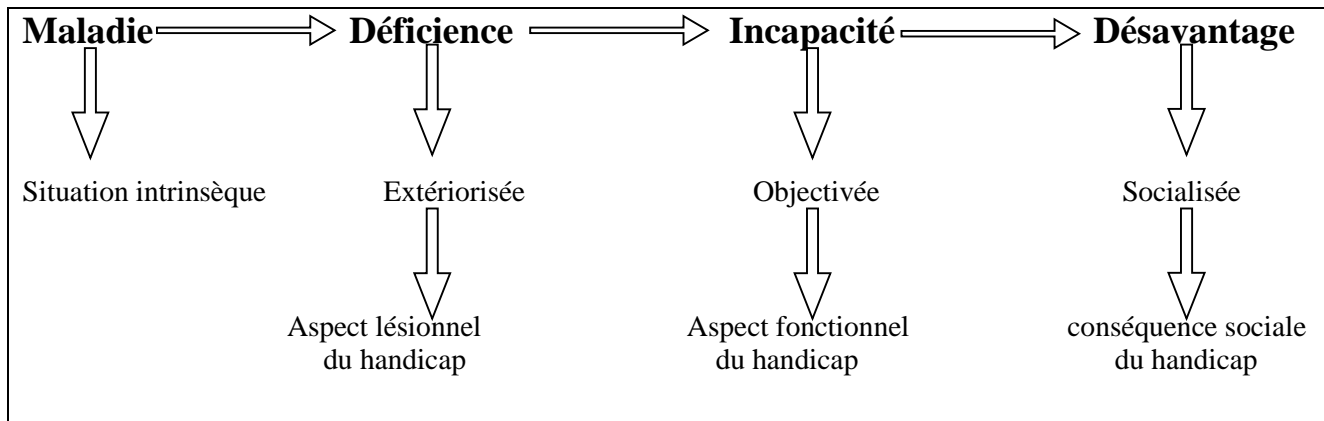 Maladie Déficience Incapacité Désavantage
Situation intrinsèque Extériorisée Objectivée Socialisée
Aspect lésionnel Aspect fonctionnel conséquence sociale
du handicap du handicap du handicap